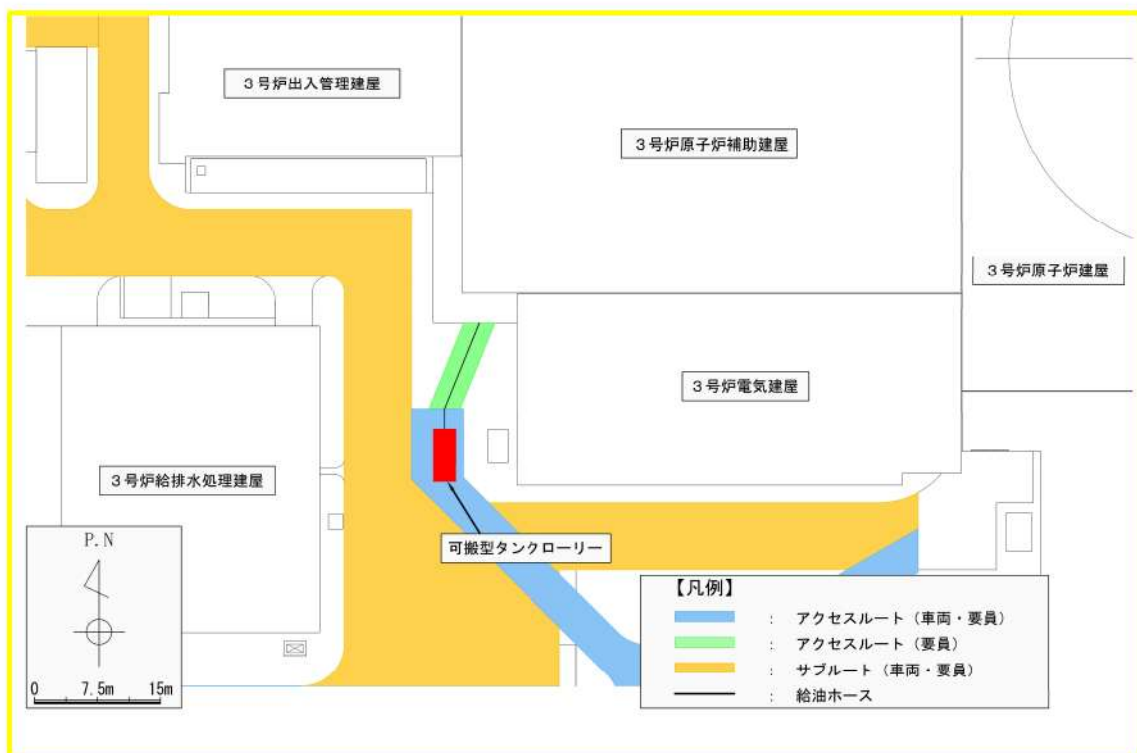 ３号炉出入管理建屋
３号炉原子炉補助建屋
３号炉原子炉建屋
３号炉電気建屋
３号炉給排水処理建屋
可搬型タンクローリー
P.N
0 7.5m 15m
【凡例】
： アクセスルート（車両・要員）
： アクセスルート（要員）
： サブルート（車両・要員）
： 給油ホース